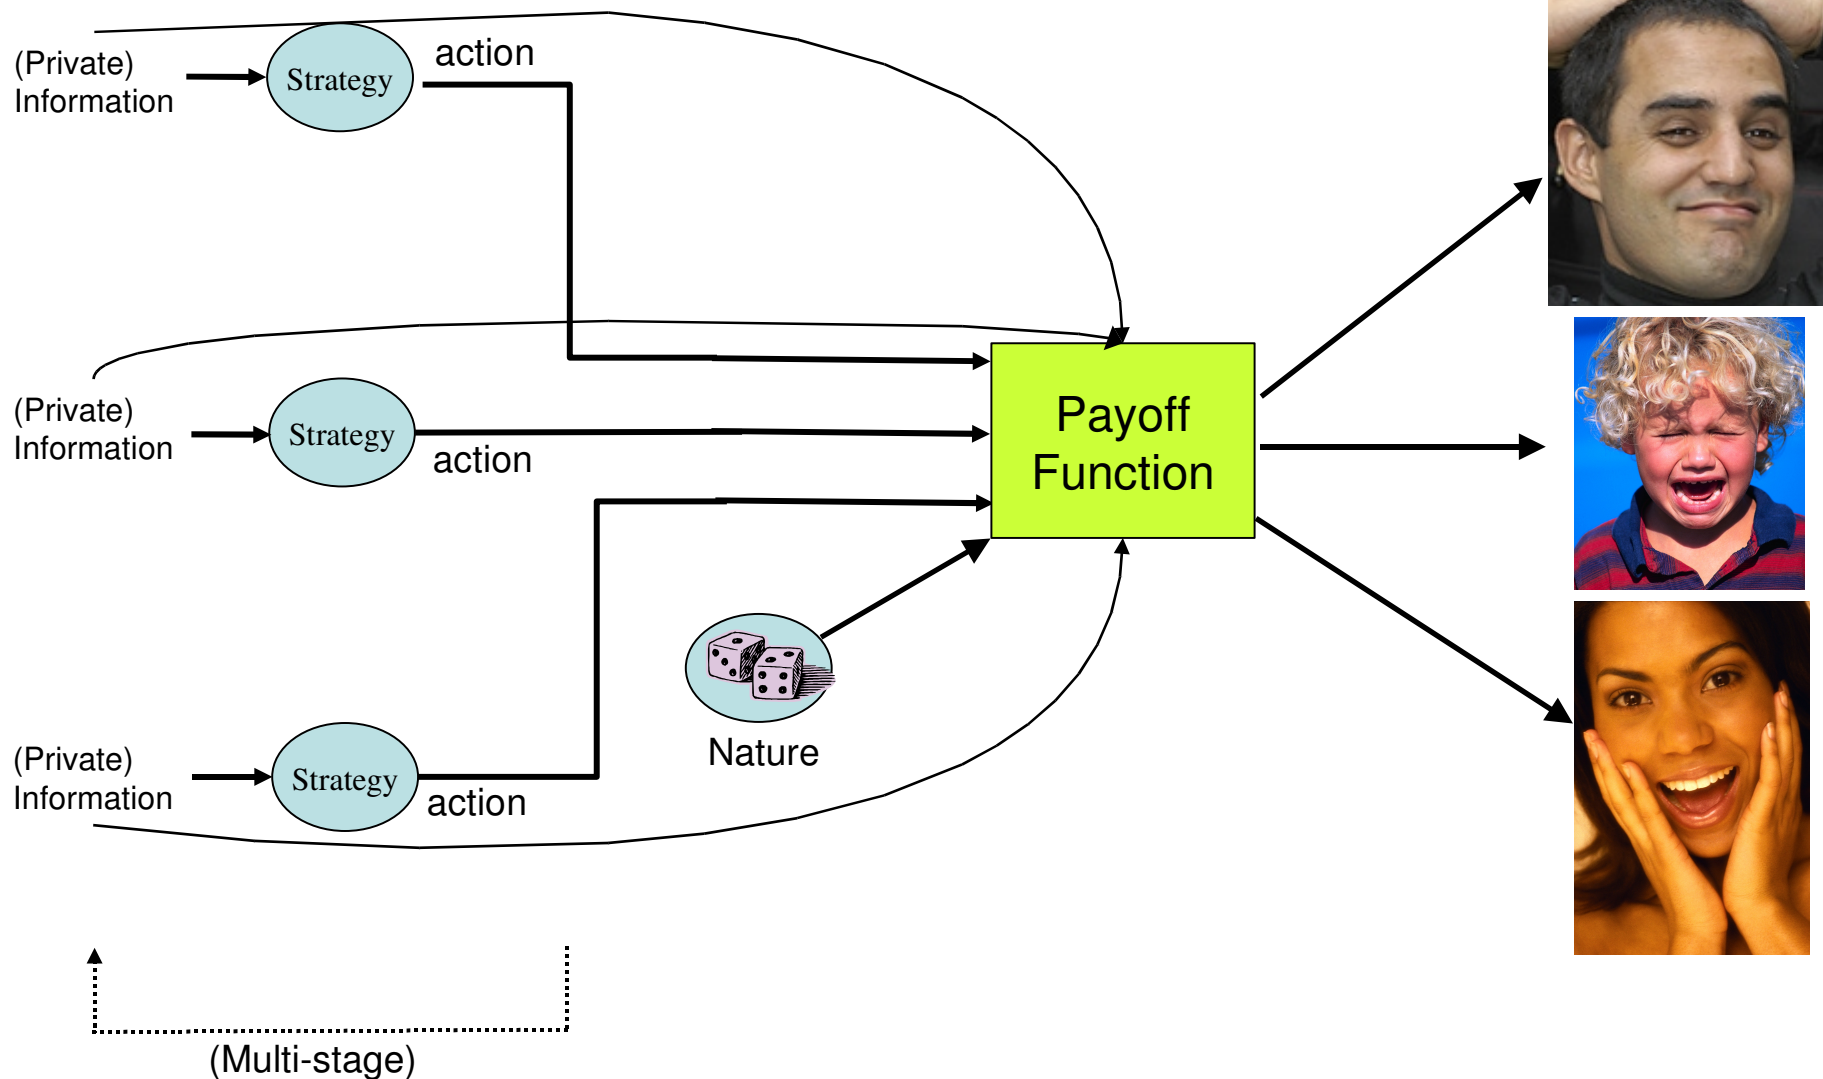 action
(Private)
Information
Strategy
(Private)
Information
Strategy
action
Payoff
Function
(Private)
Information
Strategy
action
Nature
(Multi-stage)